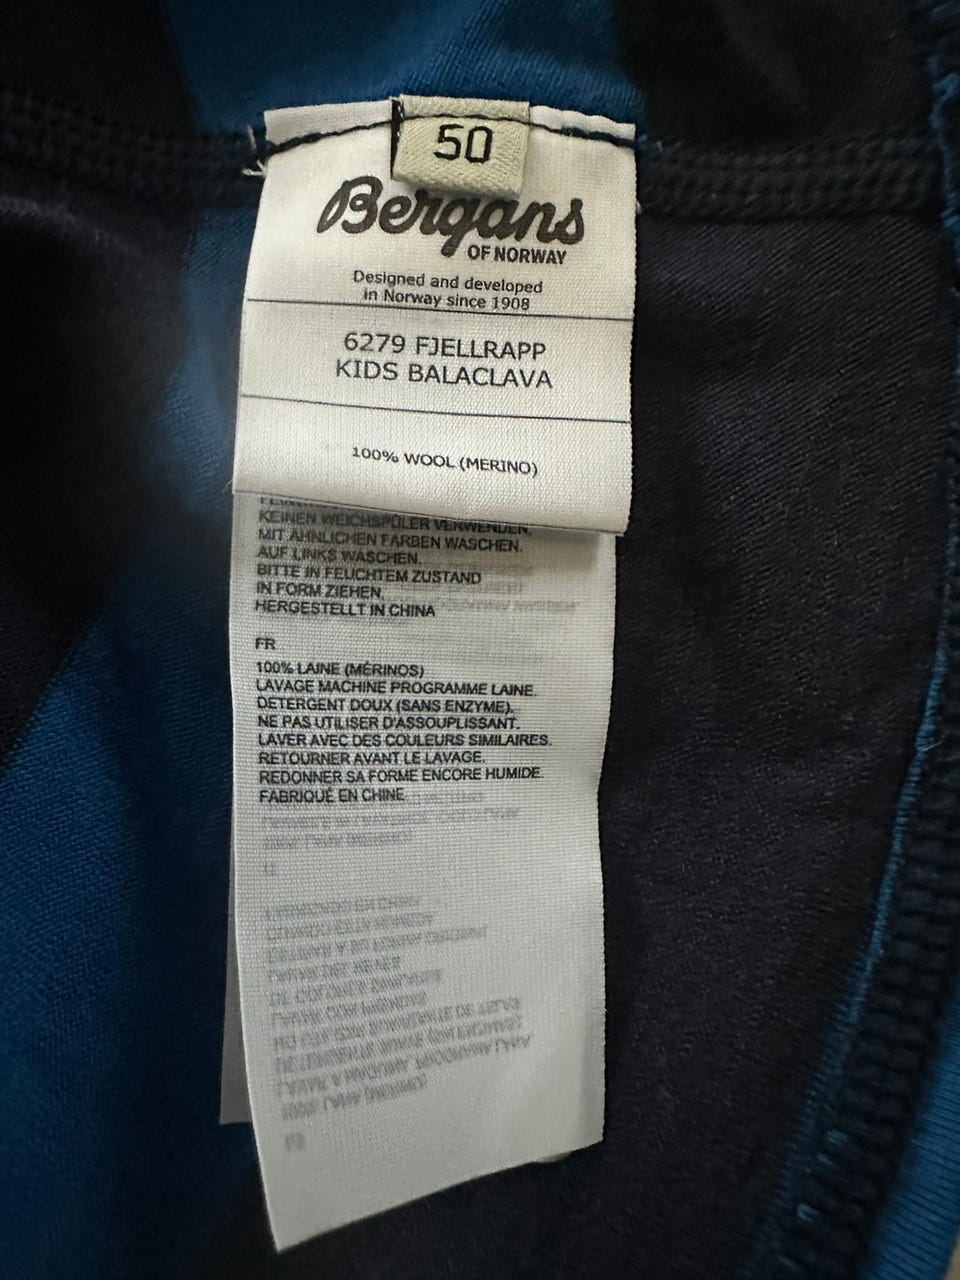 50
Bergans
OF NORWAY
Designed and developed
in Norway since 1908
6279 FJELLRAPP
KIDS BALACLAVA
100% WOOL (MERINO)
KEINEN WEICHSPÜLER VERWENDEN.
MIT ÄHNLICHEN FARBEN WASCHEN.
AUF LINKS WASCHEN.
BITTE IN FEUCHTEM ZUSTAND
IN FORM ZIEHEN.
HERGESTELLT IN CHINA
FR
100% LAINE (MÉRINOS)
LAVAGE MACHINE PROGRAMME LAINE.
DETERGENT DOUX (SANS ENZYME).
NE PAS UTILISER D'ASSOUPLISSANT.
LAVER AVEC DES COULEURS SIMILAIRES.
RETOURNER AVANT LE LAVAGE.
REDONNER SA FORME ENCORE HUMIDE.
FABRIQUÉ EN CHINE